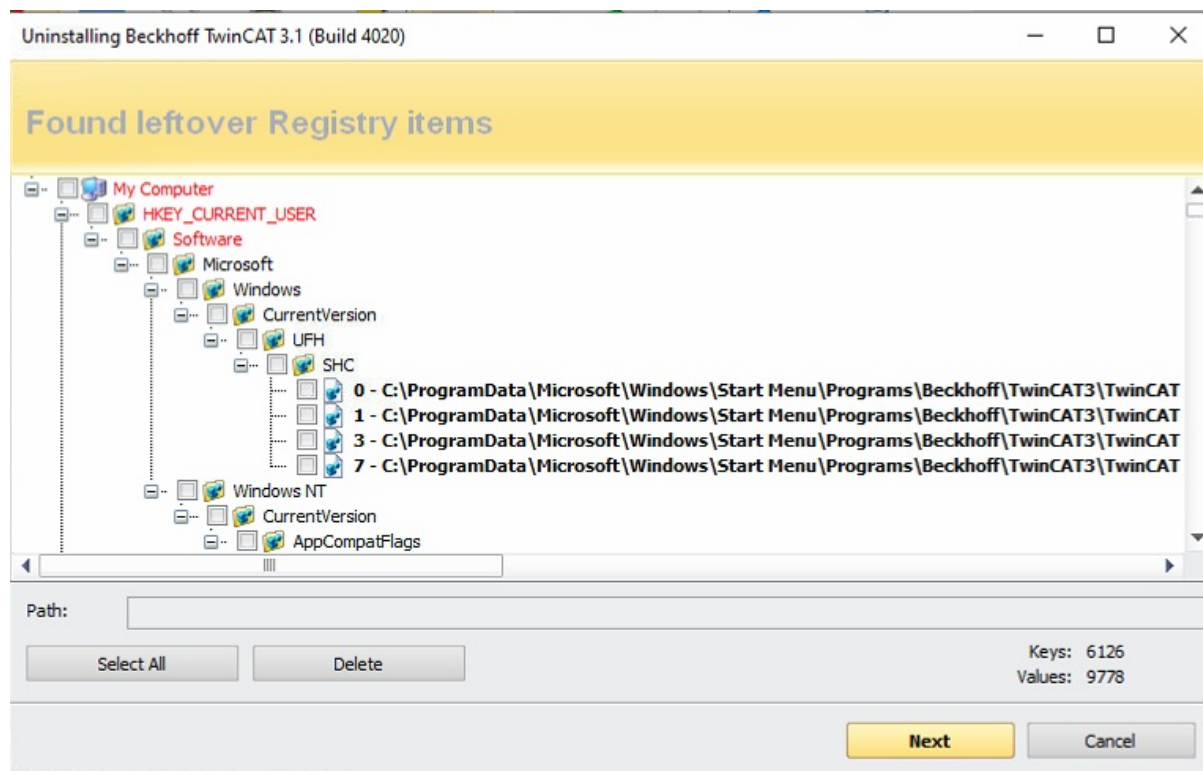 Uninstalling Beckhoff TwinCAT 3.1 (Build 4020)
Found leftover Registry items
My Computer
HKEY_CURRENT_USER
Software
Microsoft
Windows
CurrentVersion
UFH
SHC
0 - C:\ProgramData\Microsoft\Windows\Start Menu\Programs\Beckhoff\TwinCAT3\TwinCAT
1 - C:\ProgramData\Microsoft\Windows\Start Menu\Programs\Beckhoff\TwinCAT3\TwinCAT
3 - C:\ProgramData\Microsoft\Windows\Start Menu\Programs\Beckhoff\TwinCAT3\TwinCAT
7 - C:\ProgramData\Microsoft\Windows\Start Menu\Programs\Beckhoff\TwinCAT3\TwinCAT
Windows NT
CurrentVersion
AppCompatFlags
Path:
Select All Delete Keys: 6126
Values: 9778
Next Cancel